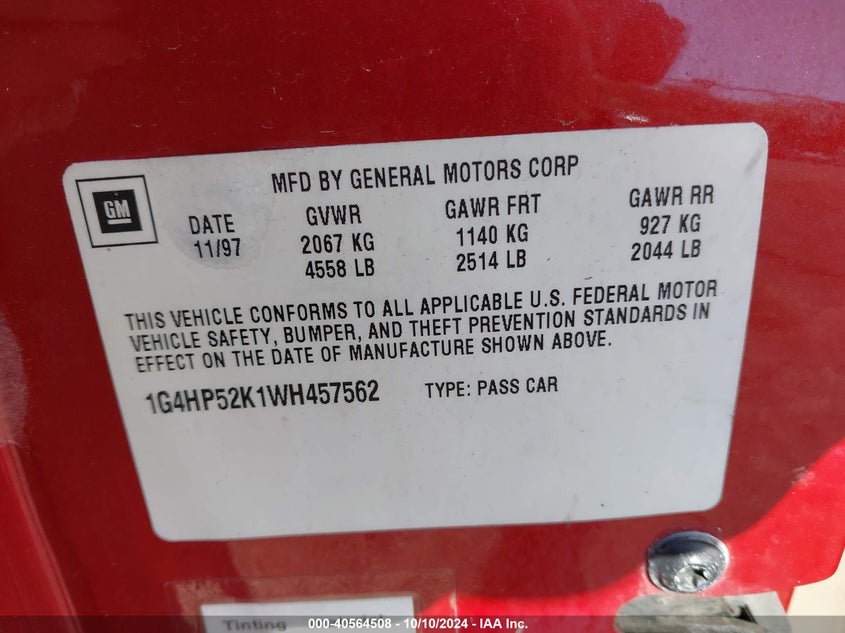 MFD BY GENERAL MOTORS CORP
GM
DATE GVWR GAWR FRT GAWR RR
11/97 2067 KG 1140 KG 927 KG
4558 LB 2514 LB 2044 LB
THIS VEHICLE CONFORMS TO ALL APPLICABLE U.S. FEDERAL MOTOR
VEHICLE SAFETY, BUMPER, AND THEFT PREVENTION STANDARDS IN
EFFECT ON THE DATE OF MANUFACTURE SHOWN ABOVE.
1G4HP52K1WH457562 TYPE: PASS CAR
Tinting
000-40564508 - 10/10/2024 - IAA Inc.